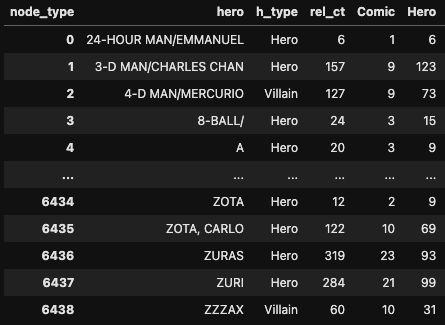 node_type hero h_type rel_ct Comic Hero
0 24-HOUR MAN/EMMANUEL Hero 6 1 6
1 3-D MAN/CHARLES CHAN Hero 157 9 123
2 4-D MAN/MERCURIO Villain 127 9 73
3 8-BALL/ Hero 24 3 15
4 A Hero 20 3 9
... ... ... ... ... ...
6434 ZOTA Hero 12 2 9
6435 ZOTA, CARLO Hero 122 10 69
6436 ZURAS Hero 319 23 93
6437 ZURI Hero 284 21 99
6438 ZZZAX Villain 60 10 31